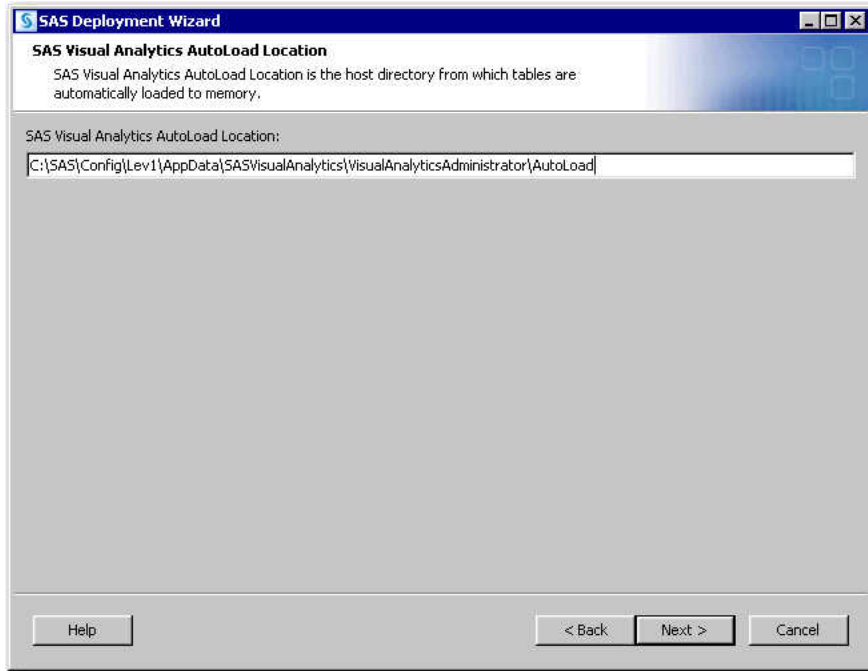 SAS Deployment Wizard
SAS Visual Analytics AutoLoad Location
SAS Visual Analytics AutoLoad Location is the host directory from which tables are
automatically loaded to memory.
SAS Visual Analytics AutoLoad Location:
C:\SAS\Config\Lev1\AppData\SASVisualAnalytics\VisualAnalyticsAdministrator\AutoLoad
Help < Back Next > Cancel